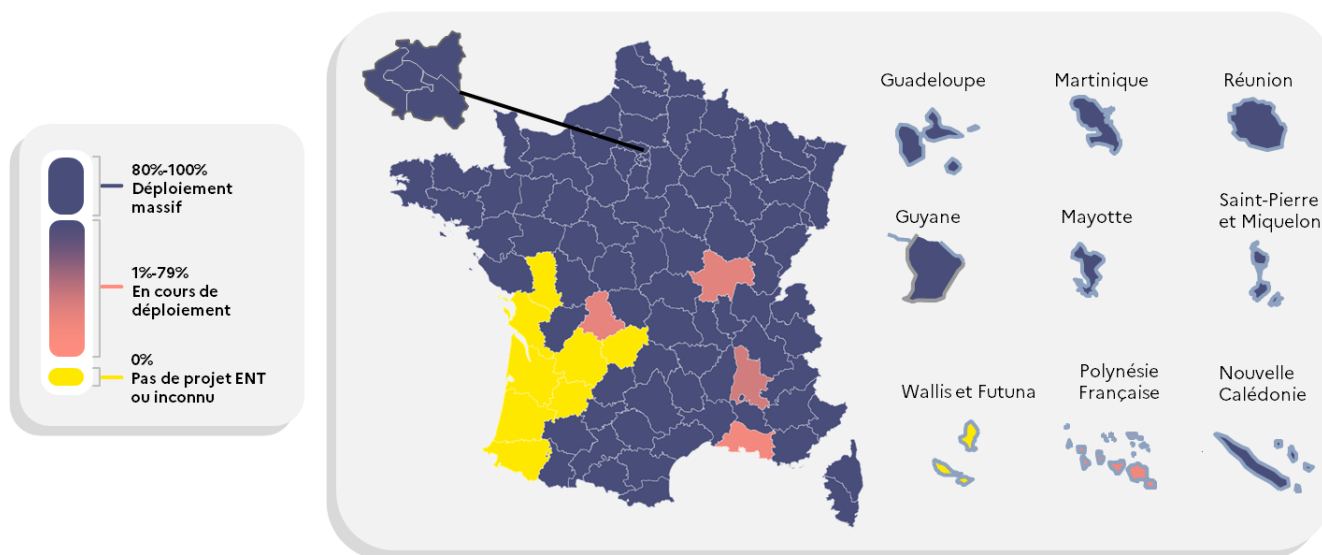 80%-100%
Déploiement
massif
1%-79%
En cours de
déploiement
0%
Pas de projet ENT
ou inconnu
Guadeloupe
Martinique
Réunion
Guyane
Mayotte
Saint-Pierre
et Miquelon
Wallis et Futuna
Polynésie
Française
Nouvelle
Calédonie